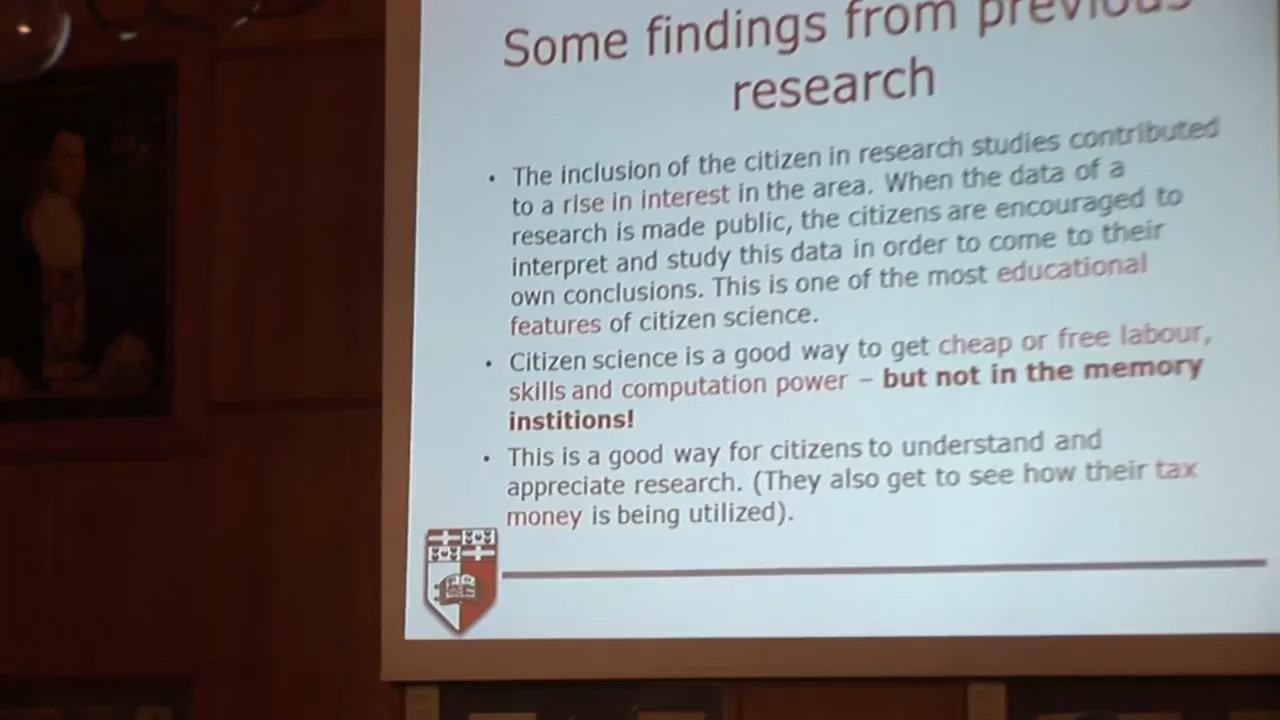 Some findings from previous
research
• The inclusion of the citizen in research studies contributed
to a rise in interest in the area. When the data of a
research is made public, the citizens are encouraged to
interpret and study this data in order to come to their
own conclusions. This is one of the most educational
features of citizen science.
• Citizen science is a good way to get cheap or free labour,
skills and computation power – but not in the memory
institions!
• This is a good way for citizens to understand and
appreciate research. (They also get to see how their tax
money is being utilized).